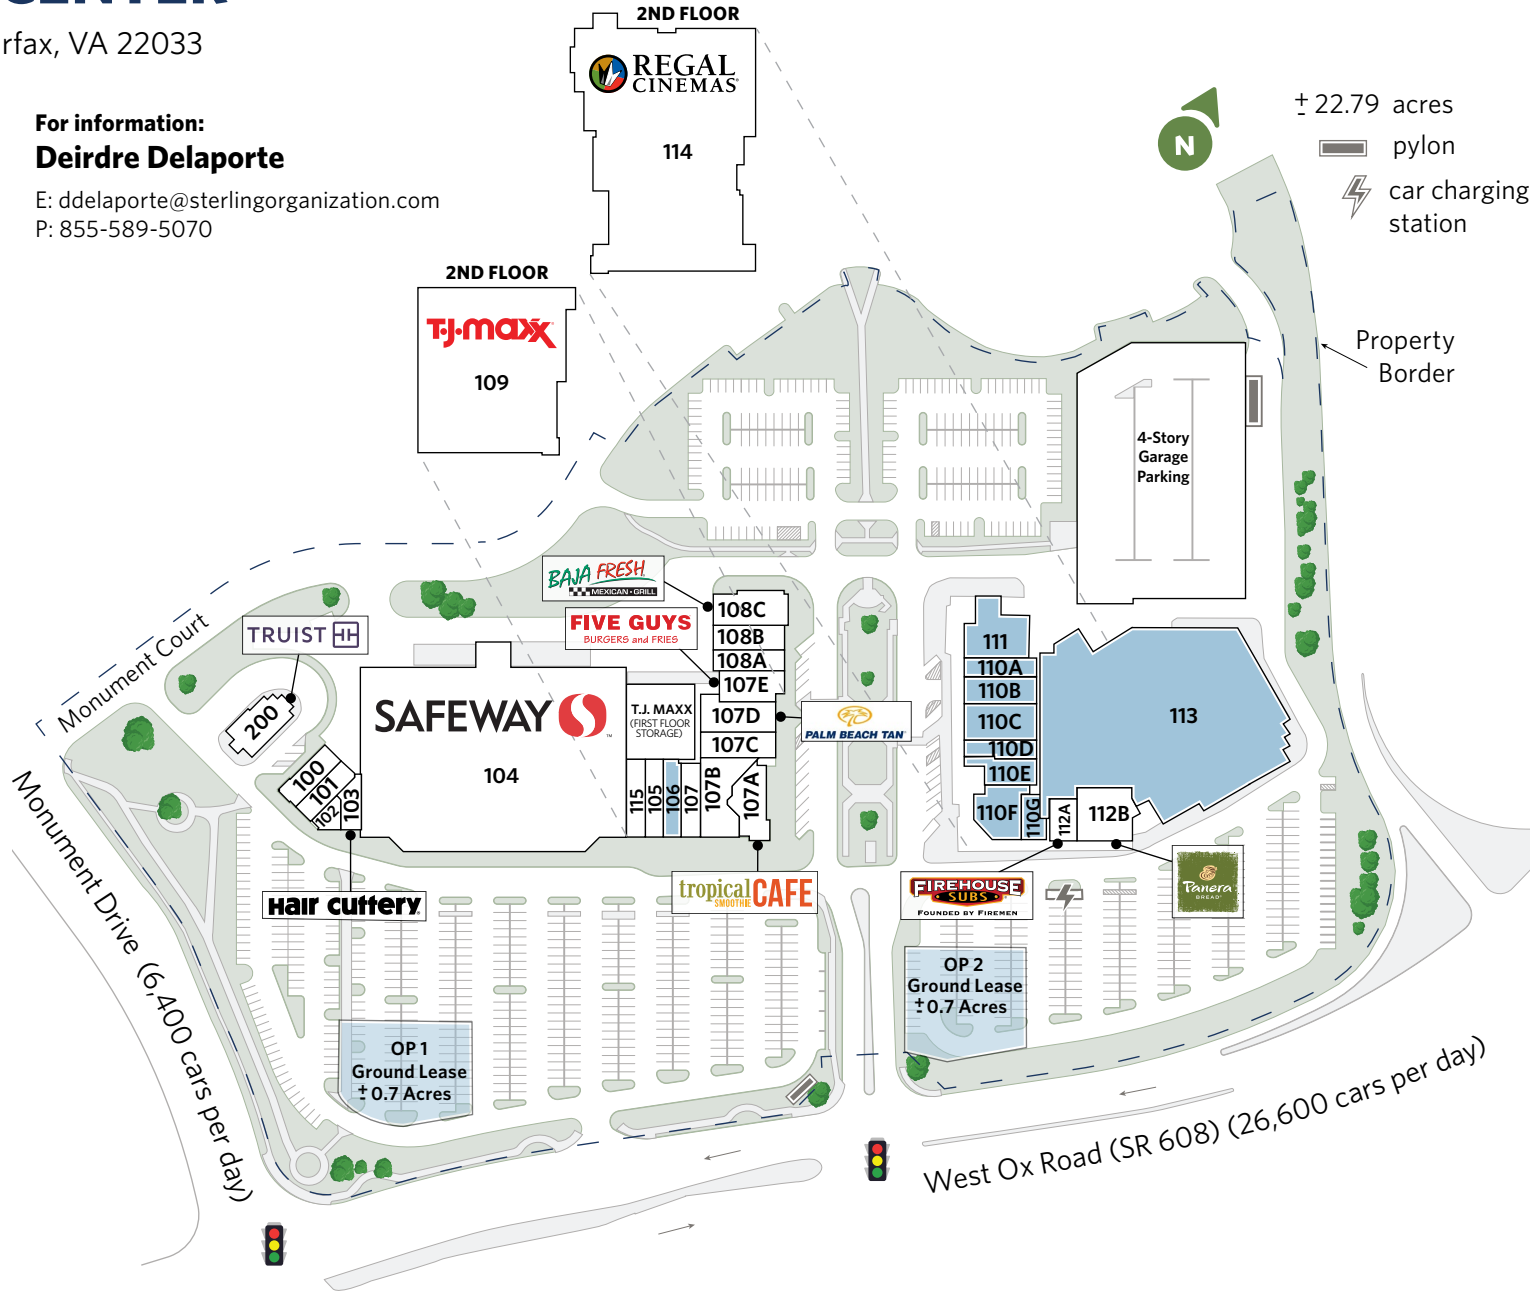 rfax, VA 22033
For information:
Deirdre Delaporte
E: ddelaporte@sterlingorganization.com
P: 855-589-5070
2ND FLOOR
REGAL
CINEMAS
114
2ND FLOOR
T·J·maxx
109
N
± 22.79 acres
pylon
car charging
station
Property
Border
4-Story
Garage
Parking
Monument Court
TRUIST
200
BAJA FRESH
MEXICAN • GRILL
FIVE GUYS
BURGERS and FRIES
108C
108B
108A
107E
107D
107C
107B
107A
PALM BEACH TAN
SAFEWAY
104
T.J. MAXX
(FIRST FLOOR
STORAGE)
115
105
106
107
100
101
102
103
111
110A
110B
110C
110D
110E
110F
110G
112A
112B
113
Hair Cuttery
tropical
SMOOTHIE
CAFE
FIREHOUSE
SUBS
FOUNDED BY FIREMEN
Panera
BREAD
OP 1
Ground Lease
± 0.7 Acres
OP 2
Ground Lease
± 0.7 Acres
Monument Drive (6,400 cars per day)
West Ox Road (SR 608) (26,600 cars per day)